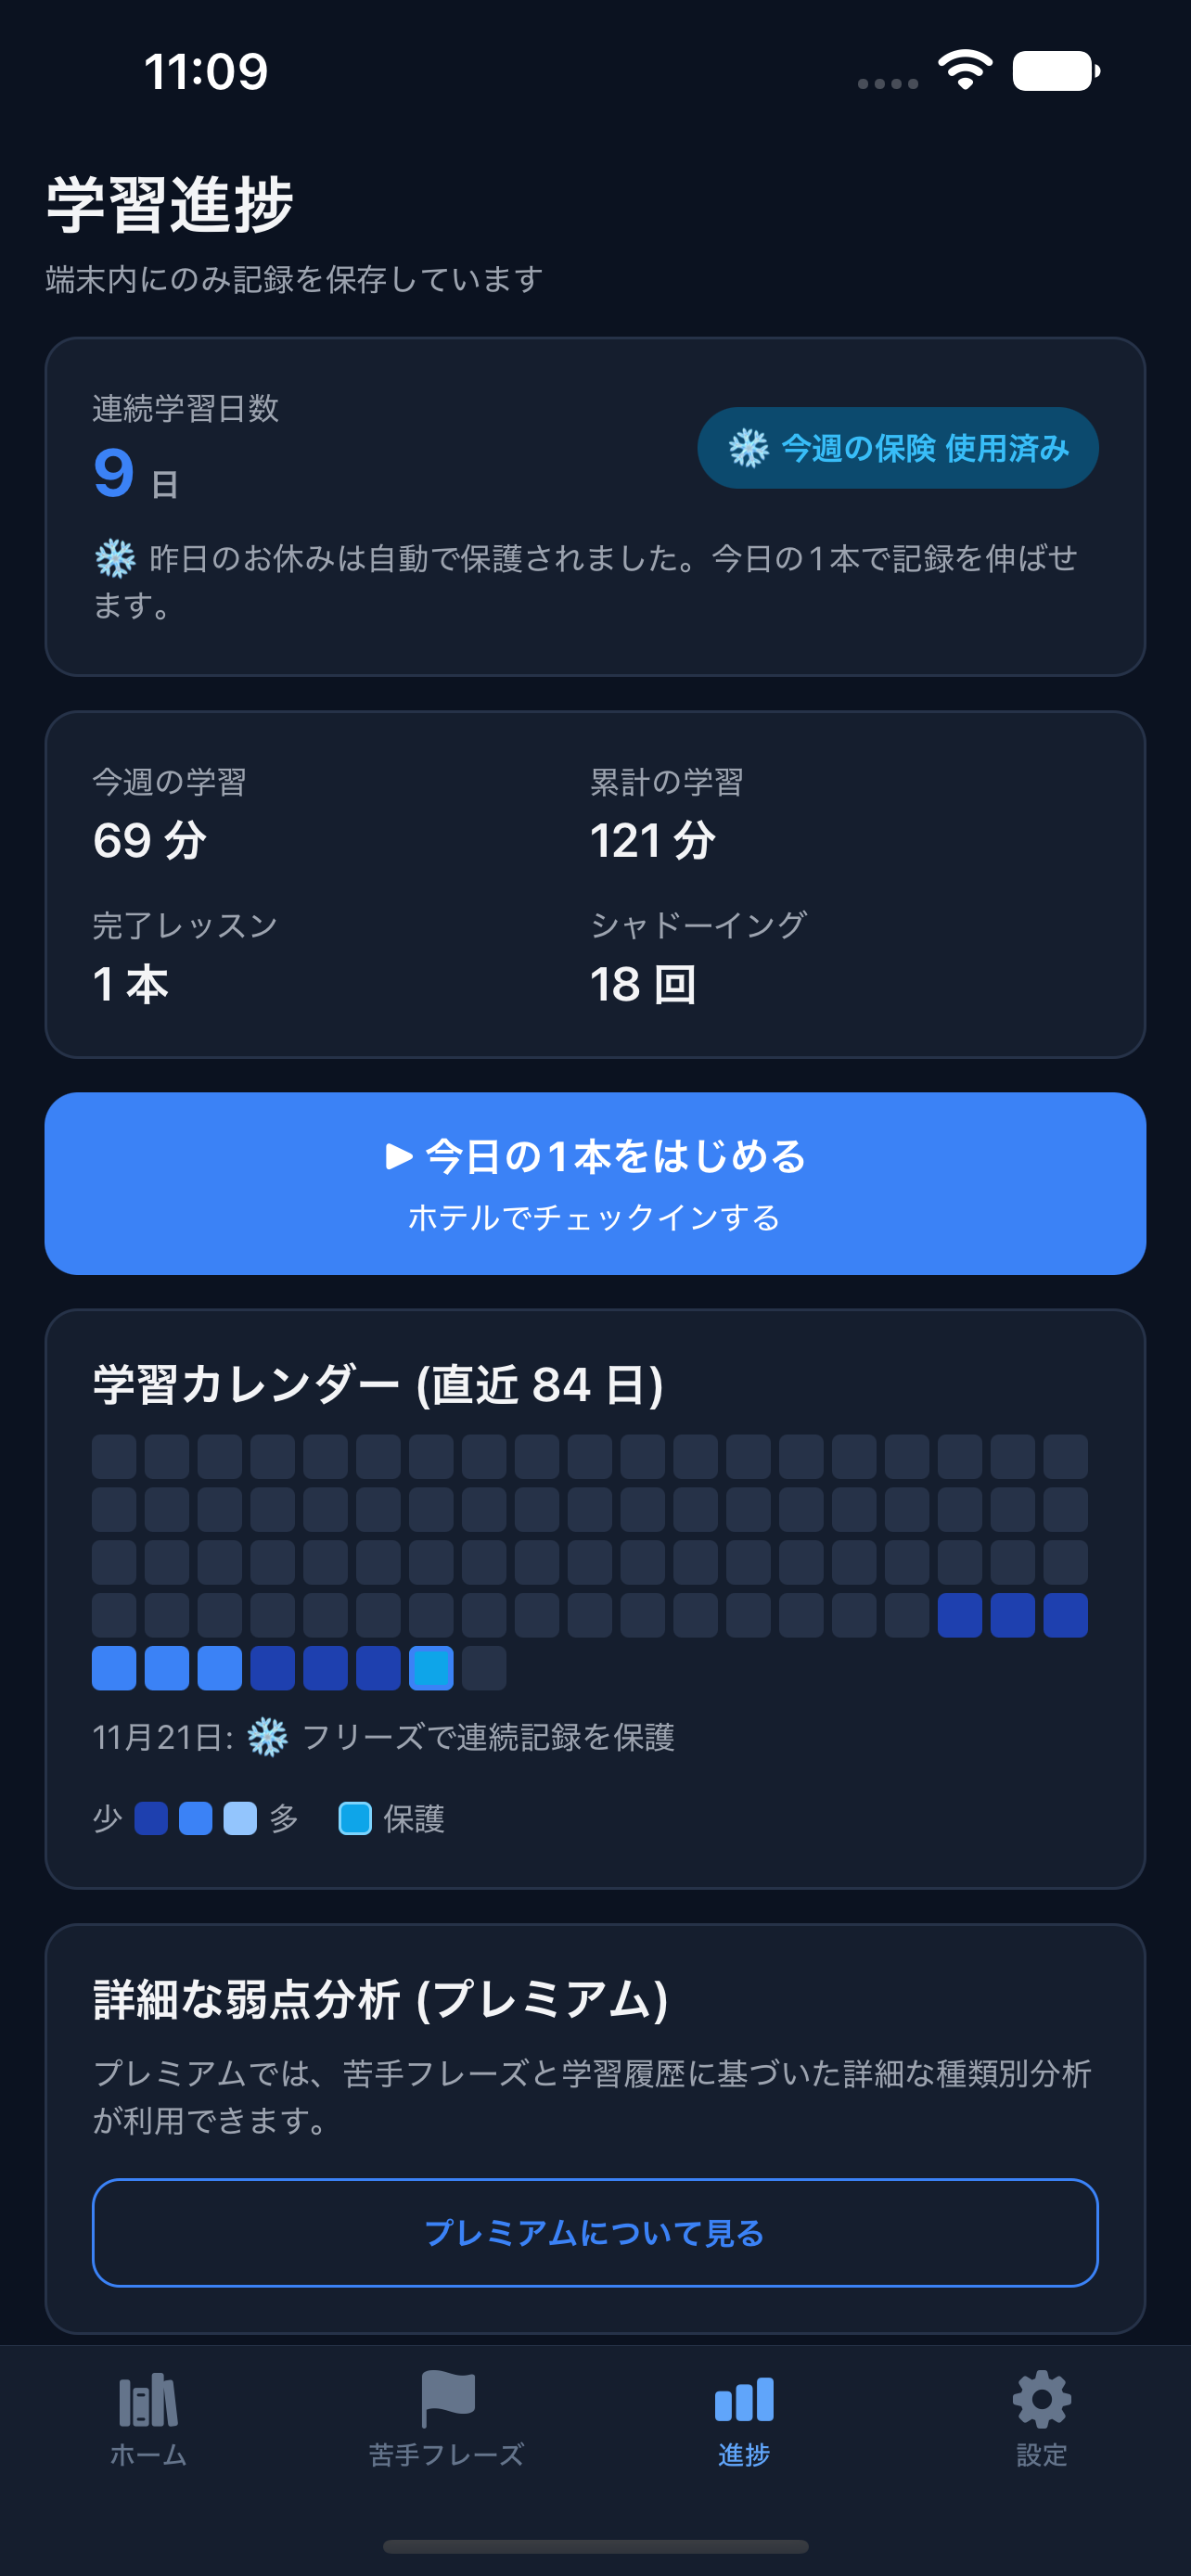 11:09
学習進捗
端末内にのみ記録を保存しています
連続学習日数
9 日
❄️ 今週の保険 使用済み
❄️ 昨日のお休みは自動で保護されました。今日の1本で記録を伸ばせ
ます。
今週の学習
69 分
累計の学習
121 分
完了レッスン
1 本
シャドーイング
18 回
▶ 今日の1本をはじめる
ホテルでチェックインする
学習カレンダー (直近 84 日)
11月21日: ❄️ フリーズで連続記録を保護
少 多 保護
詳細な弱点分析 (プレミアム)
プレミアムでは、苦手フレーズと学習履歴に基づいた詳細な種類別分析
が利用できます。
プレミアムについて見る
ホーム
苦手フレーズ
進捗
設定